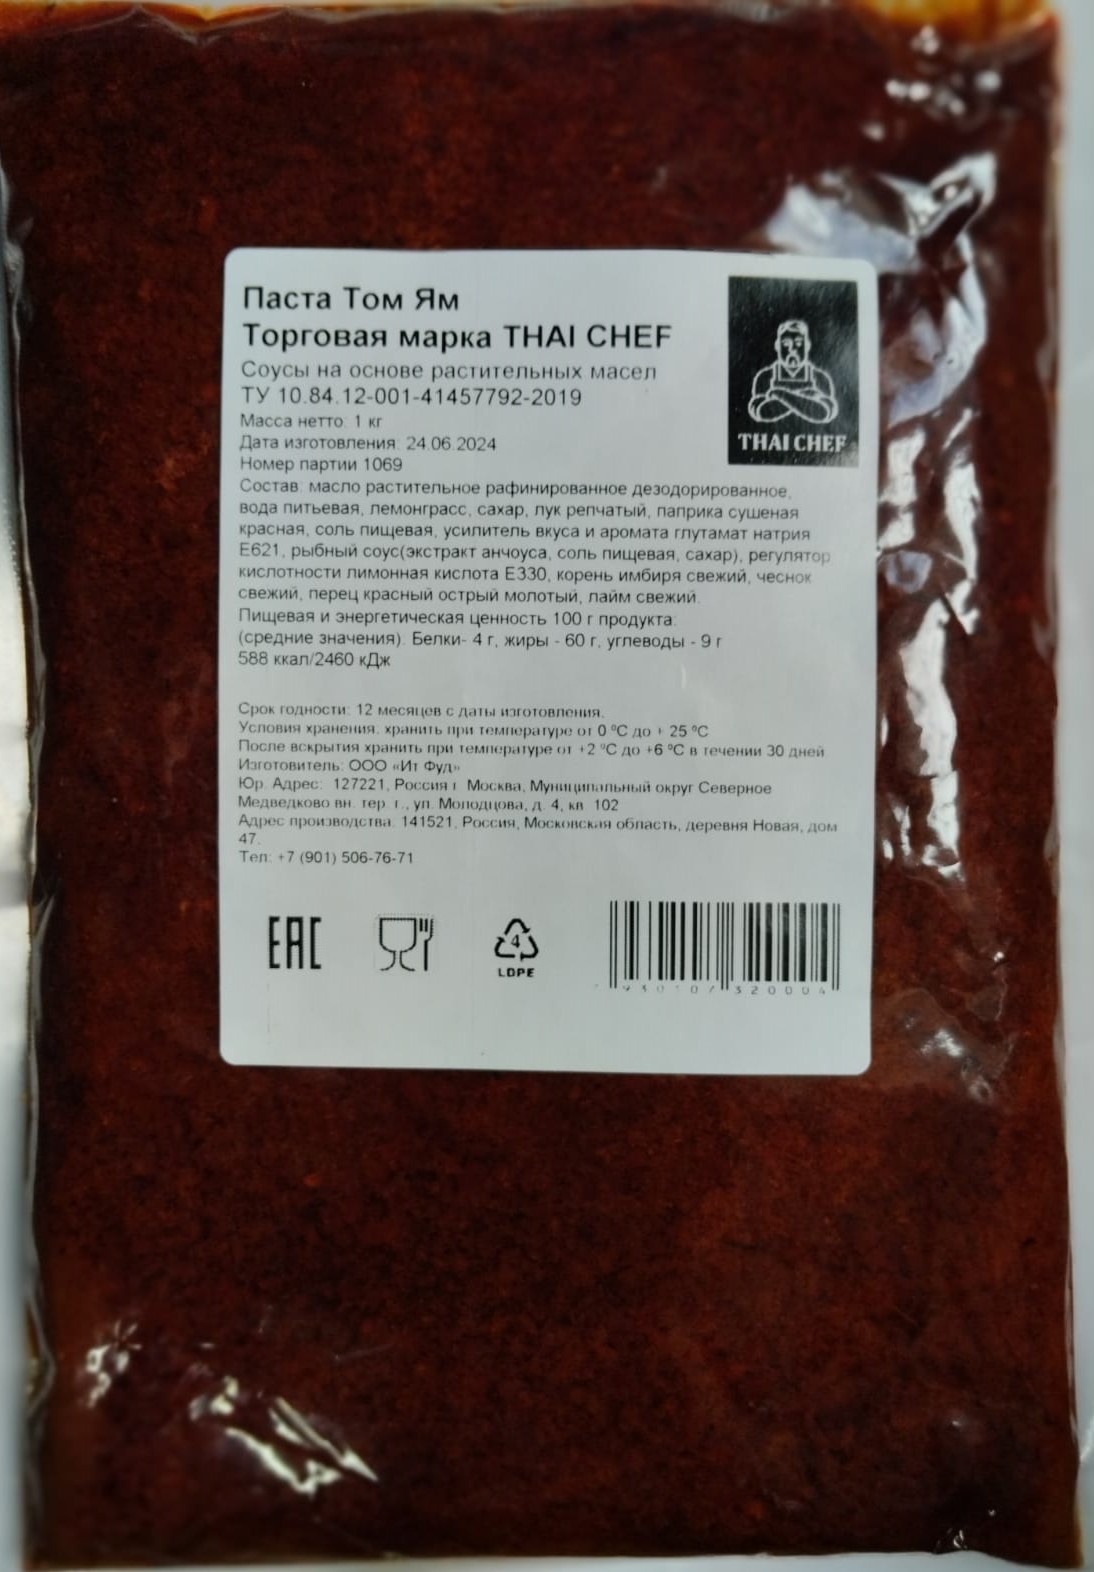 Паста Том Ям
Торговая марка THAI CHEF
Соусы на основе растительных масел
ТУ 10.84.12-001-41457792-2019
Масса нетто: 1 кг
Дата изготовления: 24.06.2024
Номер партии 1069
Состав: масло растительное рафинированное дезодорированное,
вода питьевая, лемонграсс, сахар, лук репчатый, паприка сушеная
красная, соль пищевая, усилитель вкуса и аромата глутамат натрия
Е621, рыбный соус(экстракт анчоуса, соль пищевая, сахар), регулятор
кислотности лимонная кислота Е330, корень имбиря свежий, чеснок
свежий, перец красный острый молотый, лайм свежий.
Пищевая и энергетическая ценность 100 г продукта:
(средние значения). Белки- 4 г, жиры - 60 г, углеводы - 9 г
588 ккал/2460 кДж
Срок годности: 12 месяцев с даты изготовления.
Условия хранения: хранить при температуре от 0 °С до + 25 °С
После вскрытия хранить при температуре от +2 °С до +6 °С в течении 30 дней
Изготовитель: ООО «Ит Фуд»
Юр. Адрес: 127221, Россия г. Москва, Муниципальный округ Северное
Медведково вн. тер. г., ул. Молодцова, д. 4, кв. 102
Адрес производства: 141521, Россия, Московская область, деревня Новая, дом
47.
Тел: +7 (901) 506-76-71
THAI CHEF
EAC
4
LDPE
320004